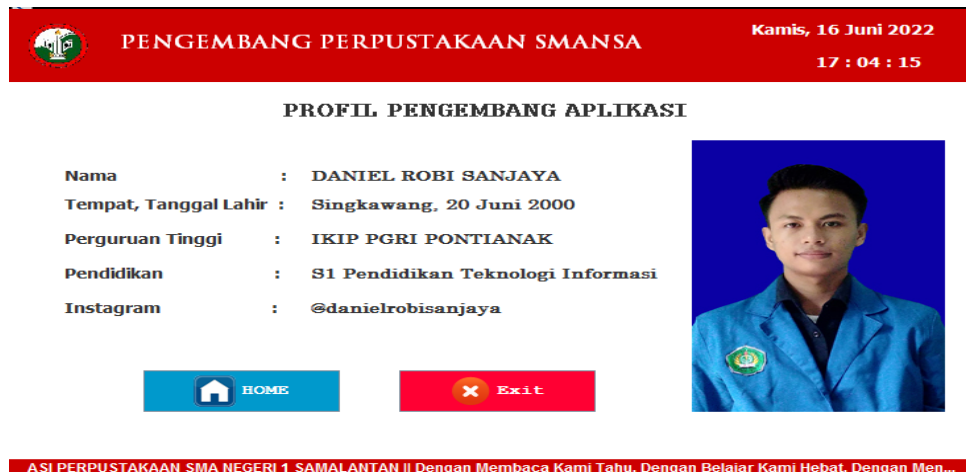 PENGEMBANG PERPUSTAKAAN SMANSA
Kamis, 16 Juni 2022
17 : 04 : 15
PROFIL PENGEMBANG APLIKASI
Nama : DANIEL ROBI SANJAYA
Tempat, Tanggal Lahir : Singkawang, 20 Juni 2000
Perguruan Tinggi : IKIP PGRI PONTIANAK
Pendidikan : S1 Pendidikan Teknologi Informasi
Instagram : @danielrobisanjaya
HOME
Exit
ASI PERPUSTAKAAN SMA NEGERI 1 SAMALANTAN || Dengan Membaca Kami Tahu, Dengan Belajar Kami Hebat, Dengan Men...